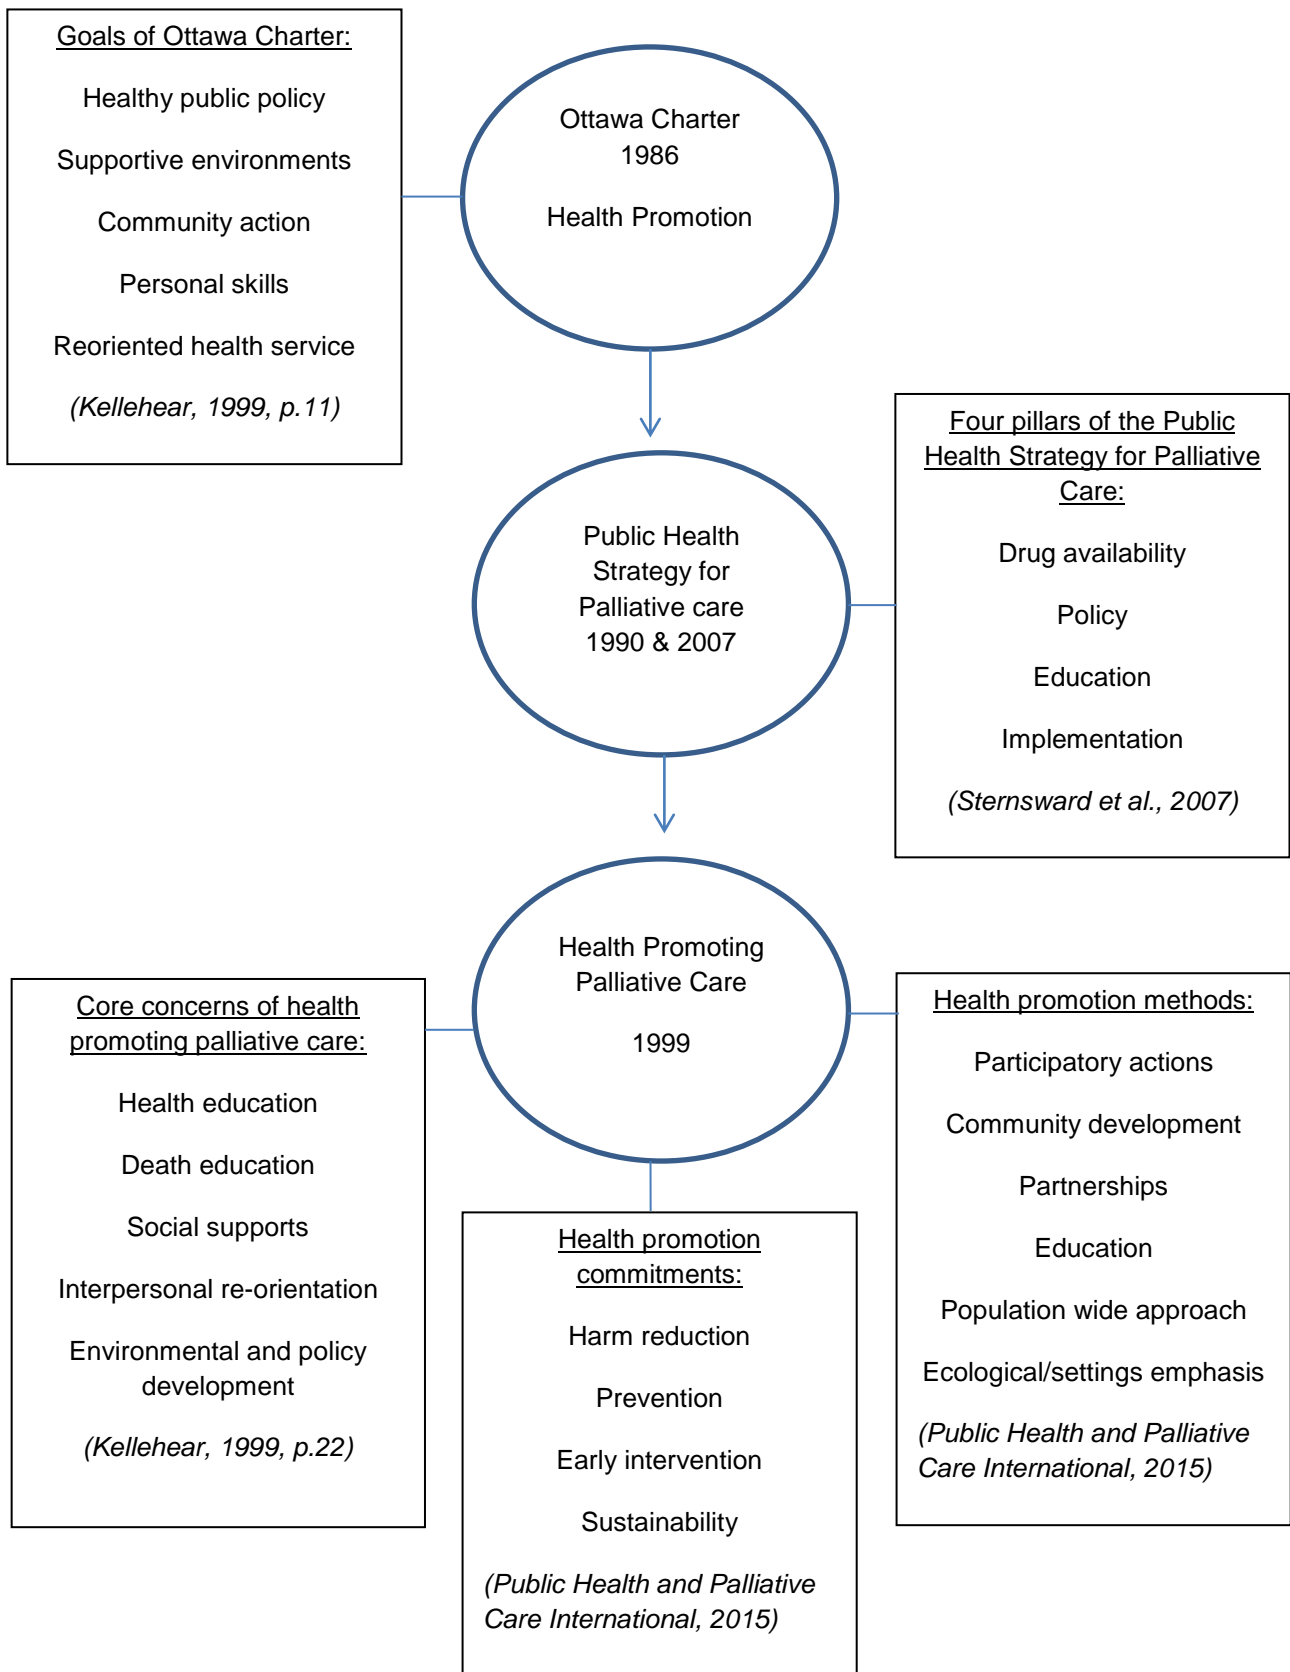 Goals of Ottawa Charter:
Healthy public policy
Supportive environments
Community action
Personal skills
Reoriented health service
(Kellehear, 1999, p.11)
Ottawa Charter
1986
Health Promotion
Four pillars of the Public
Health Strategy for Palliative
Care:
Drug availability
Policy
Education
Implementation
(Sternsward et al., 2007)
Public Health
Strategy for
Palliative care
1990 & 2007
Health Promoting
Palliative Care
1999
Core concerns of health
promoting palliative care:
Health education
Death education
Social supports
Interpersonal re-orientation
Environmental and policy
development
(Kellehear, 1999, p.22)
Health promotion
commitments:
Harm reduction
Prevention
Early intervention
Sustainability
(Public Health and Palliative
Care International, 2015)
Health promotion methods:
Participatory actions
Community development
Partnerships
Education
Population wide approach
Ecological/settings emphasis
(Public Health and Palliative
Care International, 2015)